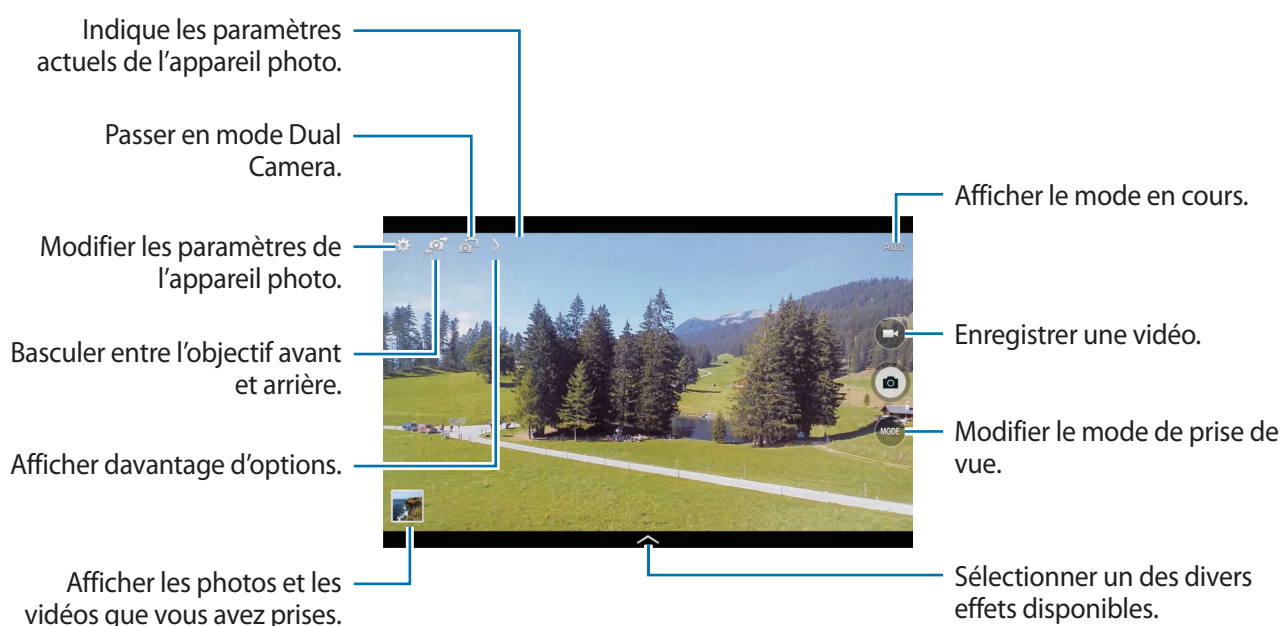 Indique les paramètres
actuels de l’appareil photo.
Passer en mode Dual
Camera.
Modifier les paramètres de
l’appareil photo.
Basculer entre l’objectif avant
et arrière.
Afficher davantage d’options.
Afficher les photos et les
vidéos que vous avez prises.
Auto
MODE
Afficher le mode en cours.
Enregistrer une vidéo.
Modifier le mode de prise de
vue.
Sélectionner un des divers
effets disponibles.